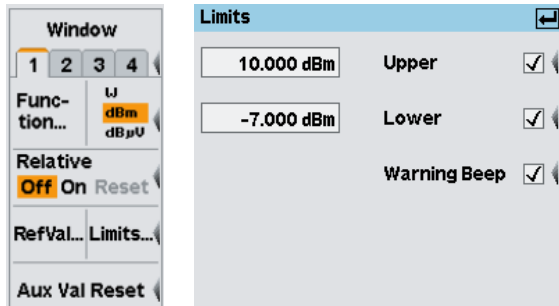 Window
1 2 3 4
Func-
tion...
W
dBm
dBµV
Relative
Off On Reset
RefVal... Limits...
Aux Val Reset
Limits
10.000 dBm Upper
-7.000 dBm Lower
Warning Beep